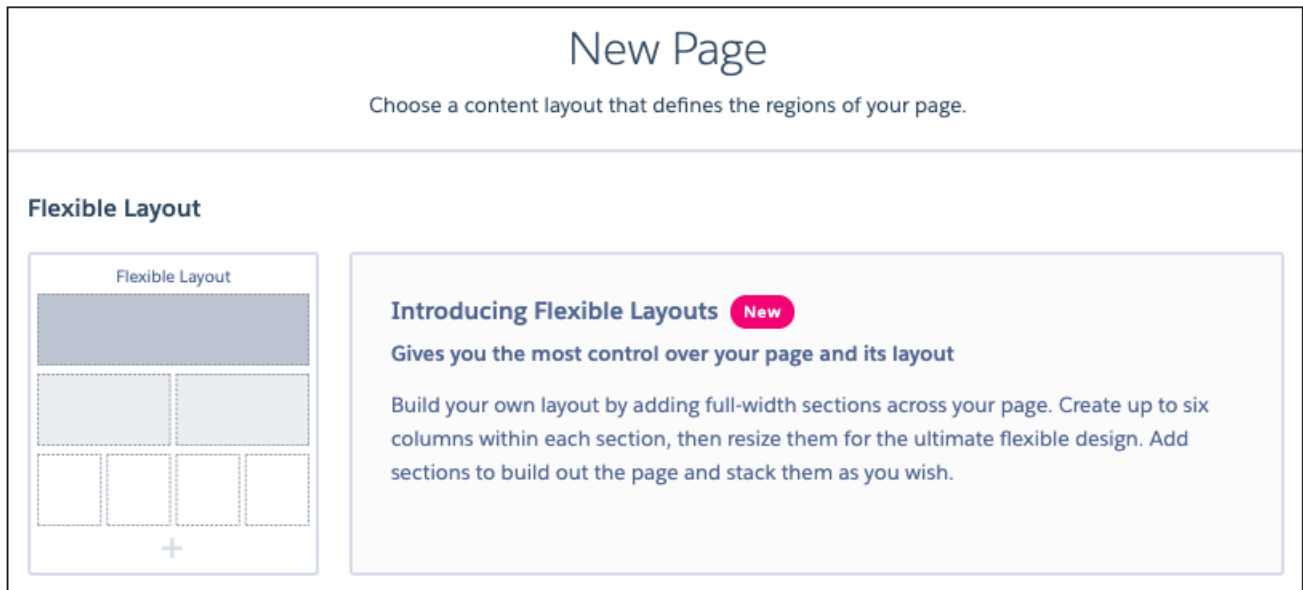 New Page
Choose a content layout that defines the regions of your page.
Flexible Layout
Flexible Layout
Introducing Flexible Layouts New
Gives you the most control over your page and its layout
Build your own layout by adding full-width sections across your page. Create up to six
columns within each section, then resize them for the ultimate flexible design. Add
sections to build out the page and stack them as you wish.